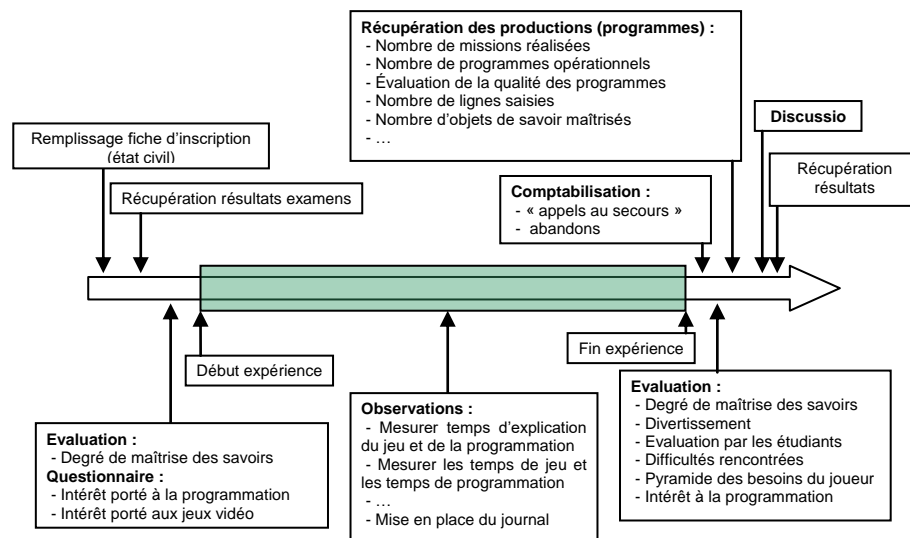 Récupération des productions (programmes) :
- Nombre de missions réalisées
- Nombre de programmes opérationnels
- Évaluation de la qualité des programmes
- Nombre de lignes saisies
- Nombre d'objets de savoir maîtrisés
- …
Remplissage fiche d'inscription
(état civil)
Récupération résultats examens
Comptabilisation :
- « appels au secours »
- abandons
Discussio
Récupération
résultats
Début expérience
Fin expérience
Evaluation :
- Degré de maîtrise des savoirs
Questionnaire :
- Intérêt porté à la programmation
- Intérêt porté aux jeux vidéo
Observations :
- Mesurer temps d'explication
du jeu et de la programmation
- Mesurer les temps de jeu et
les temps de programmation
- …
- Mise en place du journal
Evaluation :
- Degré de maîtrise des savoirs
- Divertissement
- Evaluation par les étudiants
- Difficultés rencontrées
- Pyramide des besoins du joueur
- Intérêt à la programmation